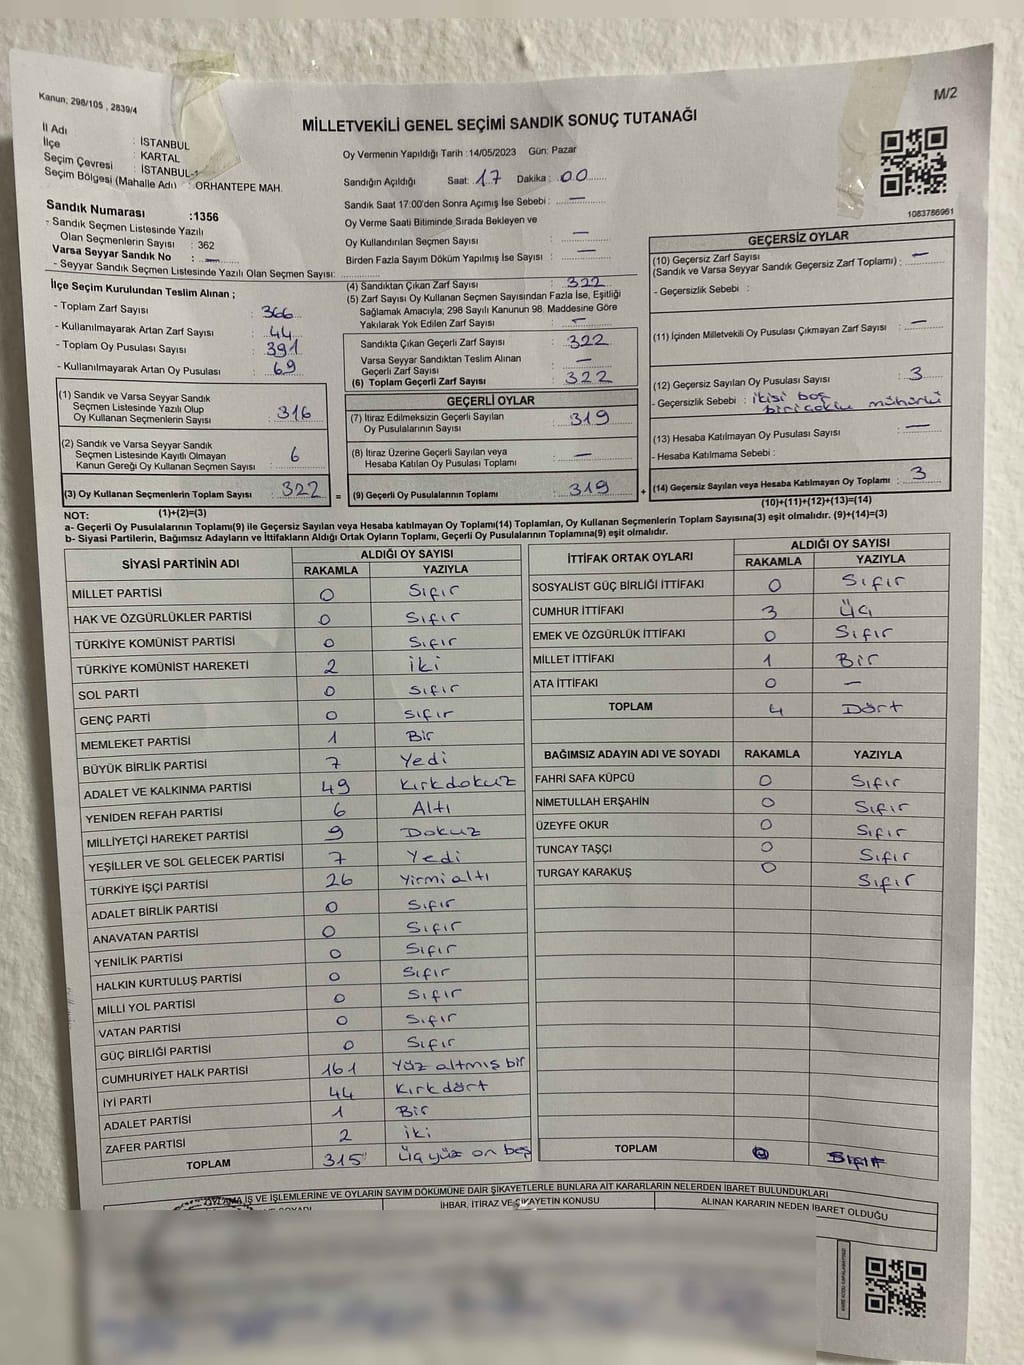 Kanun; 298/105 , 2839/4
M/2
MİLLETVEKİLİ GENEL SEÇİMİ SANDIK SONUÇ TUTANAĞI
İl Adı : İSTANBUL
İlçe : KARTAL
Seçim Çevresi : İSTANBUL-1
Seçim Bölgesi (Mahalle Adı) : ORHANTEPE MAH.
Sandık Numarası :1356
- Sandık Seçmen Listesinde Yazılı
Olan Seçmenlerin Sayısı : 362
Varsa Seyyar Sandık No : —
- Seyyar Sandık Seçmen Listesinde Yazılı Olan Seçmen Sayısı:
Oy Vermenin Yapıldığı Tarih :14/05/2023 Gün: Pazar
Sandığın Açıldığı Saat: 17 Dakika : 00
Sandık Saat 17:00'den Sonra Açımış İse Sebebi : —
Oy Verme Saati Bitiminde Sırada Bekleyen ve
Oy Kullandırılan Seçmen Sayısı : —
Birden Fazla Sayım Döküm Yapılmış İse Sayısı : —
1083786961
İlçe Seçim Kurulundan Teslim Alınan ;
- Toplam Zarf Sayısı : 366
- Kullanılmayarak Artan Zarf Sayısı : 44
- Toplam Oy Pusulası Sayısı : 391
- Kullanılmayarak Artan Oy Pusulası : 69
(1) Sandık ve Varsa Seyyar Sandık
Seçmen Listesinde Yazılı Olup
Oy Kullanan Seçmenlerin Sayısı : 316
(2) Sandık ve Varsa Seyyar Sandık
Seçmen Listesinde Kayıtlı Olmayan
Kanun Gereği Oy Kullanan Seçmen Sayısı : 6
(3) Oy Kullanan Seçmenlerin Toplam Sayısı : 322
(1)+(2)=(3)
(4) Sandıktan Çıkan Zarf Sayısı : 322
(5) Zarf Sayısı Oy Kullanan Seçmen Sayısından Fazla İse, Eşitliği
Sağlamak Amacıyla; 298 Sayılı Kanunun 98. Maddesine Göre
Yakılarak Yok Edilen Zarf Sayısı : -
Sandıkta Çıkan Geçerli Zarf Sayısı : 322
Varsa Seyyar Sandıktan Teslim Alınan
Geçerli Zarf Sayısı : —
(6) Toplam Geçerli Zarf Sayısı : 322
GEÇERLİ OYLAR
(7) İtiraz Edilmeksizin Geçerli Sayılan
Oy Pusulalarının Sayısı : 319
(8) İtiraz Üzerine Geçerli Sayılan veya
Hesaba Katılan Oy Pusulası Toplamı : —
= (9) Geçerli Oy Pusulalarının Toplamı : 319 +
GEÇERSİZ OYLAR
(10) Geçersiz Zarf Sayısı
(Sandık ve Varsa Seyyar Sandık Geçersiz Zarf Toplamı) : —
- Geçersizlik Sebebi :
(11) İçinden Milletvekili Oy Pusulası Çıkmayan Zarf Sayısı : —
(12) Geçersiz Sayılan Oy Pusulası Sayısı : 3
- Geçersizlik Sebebi : ikisi boş
biri çoklu mühürlü
(13) Hesaba Katılmayan Oy Pusulası Sayısı : —
- Hesaba Katılmama Sebebi :
(14) Geçersiz Sayılan veya Hesaba Katılmayan Oy Toplamı : 3
(10)+(11)+(12)+(13)=(14)
NOT:
a- Geçerli Oy Pusulalarının Toplamı(9) ile Geçersiz Sayılan veya Hesaba katılmayan Oy Toplamı(14) Toplamları, Oy Kullanan Seçmenlerin Toplam Sayısına(3) eşit olmalıdır. (9)+(14)=(3)
b- Siyasi Partilerin, Bağımsız Adayların ve İttifakların Aldığı Ortak Oyların Toplamı, Geçerli Oy Pusulalarının Toplamına(9) eşit olmalıdır.
SİYASİ PARTİNİN ADI ALDIĞI OY SAYISI
RAKAMLA YAZIYLA
MİLLET PARTİSİ 0 Sıfır
HAK VE ÖZGÜRLÜKLER PARTİSİ 0 Sıfır
TÜRKİYE KOMÜNİST PARTİSİ 0 Sıfır
TÜRKİYE KOMÜNİST HAREKETİ 2 iki
SOL PARTİ 0 Sıfır
GENÇ PARTİ 0 Sıfır
MEMLEKET PARTİSİ 1 Bir
BÜYÜK BİRLİK PARTİSİ 7 Yedi
ADALET VE KALKINMA PARTİSİ 49 Kırkdokuz
YENİDEN REFAH PARTİSİ 6 Altı
MİLLİYETÇİ HAREKET PARTİSİ 9 Dokuz
YEŞİLLER VE SOL GELECEK PARTİSİ 7 Yedi
TÜRKİYE İŞÇİ PARTİSİ 26 Yirmialtı
ADALET BİRLİK PARTİSİ 0 Sıfır
ANAVATAN PARTİSİ 0 Sıfır
YENİLİK PARTİSİ 0 Sıfır
HALKIN KURTULUŞ PARTİSİ 0 Sıfır
MİLLİ YOL PARTİSİ 0 Sıfır
VATAN PARTİSİ 0 Sıfır
GÜÇ BİRLİĞİ PARTİSİ 0 Sıfır
CUMHURİYET HALK PARTİSİ 161 Yüz altmış bir
İYİ PARTİ 44 Kırkdört
ADALET PARTİSİ 1 Bir
ZAFER PARTİSİ 2 iki
TOPLAM 315 Üçyüz on beş
İTTİFAK ORTAK OYLARI ALDIĞI OY SAYISI
RAKAMLA YAZIYLA
SOSYALİST GÜÇ BİRLİĞİ İTTİFAKI 0 Sıfır
CUMHUR İTTİFAKI 3 Üç
EMEK VE ÖZGÜRLÜK İTTİFAKI 0 Sıfır
MİLLET İTTİFAKI 1 Bir
ATA İTTİFAKI 0 —
TOPLAM 4 Dört
BAĞIMSIZ ADAYIN ADI VE SOYADI RAKAMLA YAZIYLA
FAHRİ SAFA KÜPCÜ 0 Sıfır
NİMETULLAH ERŞAHİN 0 Sıfır
ÜZEYFE OKUR 0 Sıfır
TUNCAY TAŞÇI 0 Sıfır
TURGAY KARAKUŞ 0 Sıfır
TOPLAM 0 Sıfır
OYLAMA İŞ VE İŞLEMLERİNE VE OYLARIN SAYIM DÖKÜMÜNE DAİR ŞİKAYETLERLE BUNLARA AİT KARARLARIN NELERDEN İBARET BULUNDUKLARI
İHBAR, İTİRAZ VE ŞİKAYETİN KONUSU ALINAN KARARIN NEDEN İBARET OLDUĞU